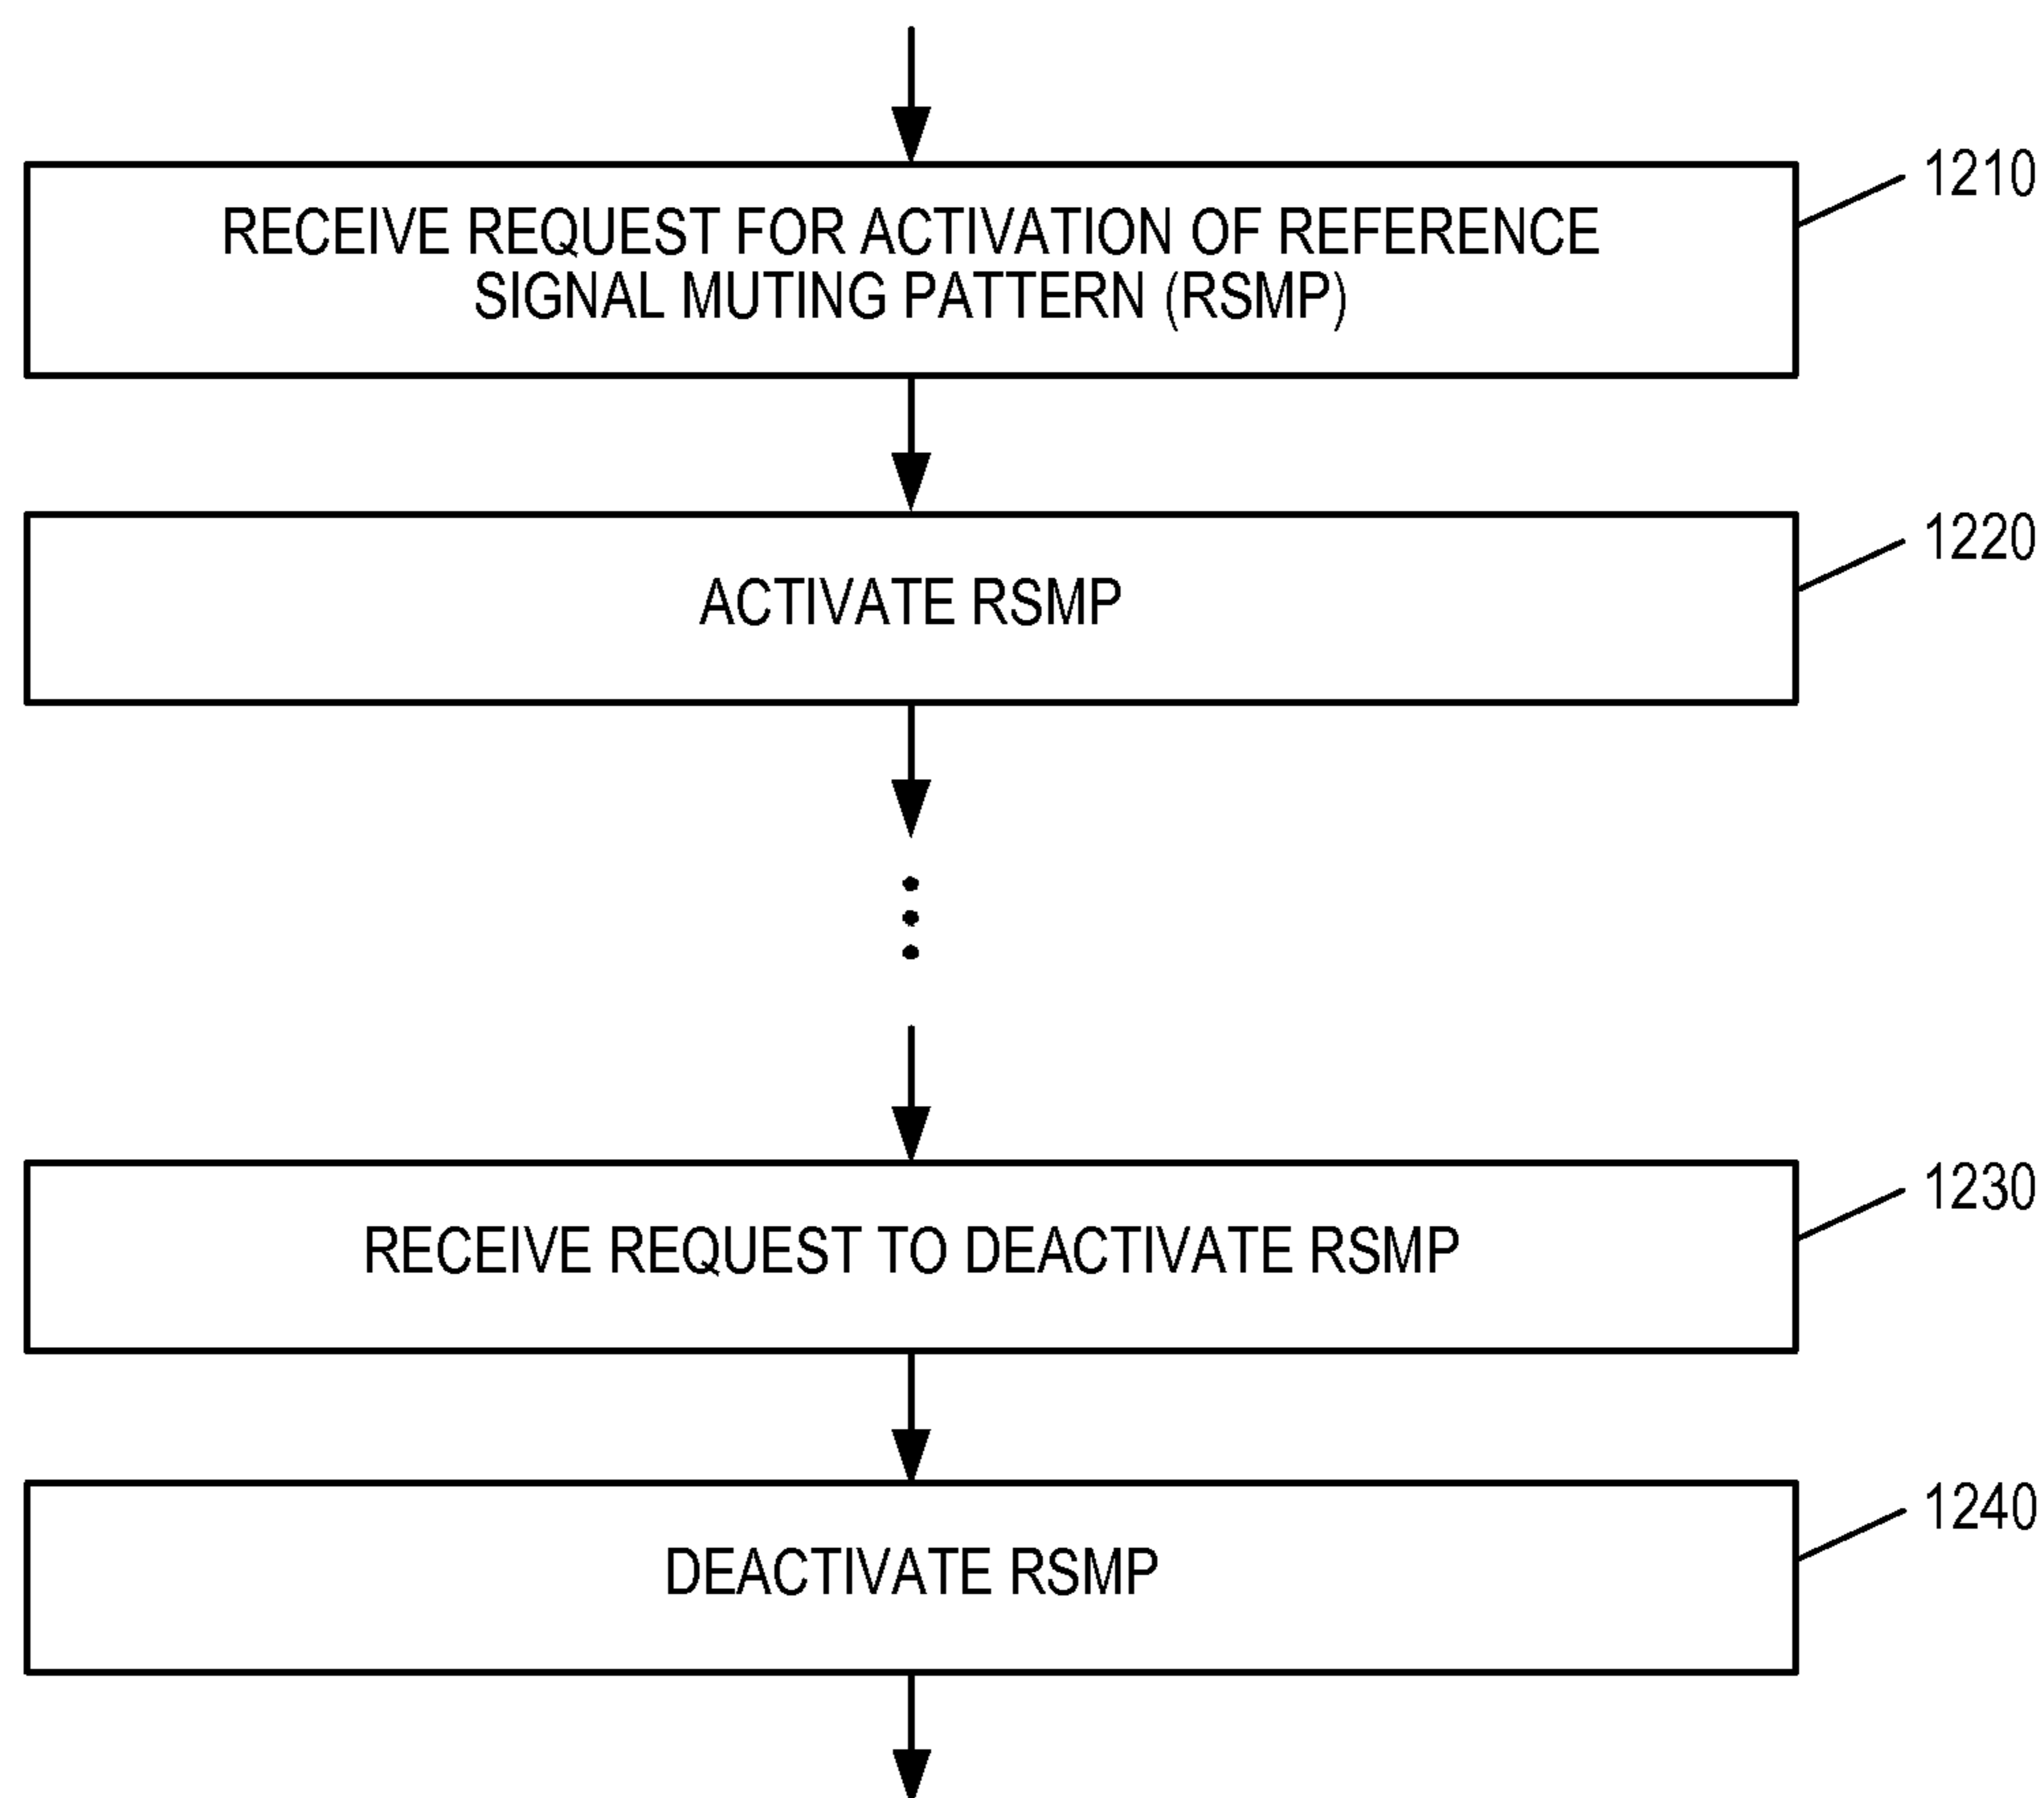 1210
RECEIVE REQUEST FOR ACTIVATION OF REFERENCE
SIGNAL MUTING PATTERN (RSMP)
1220
ACTIVATE RSMP
1230
RECEIVE REQUEST TO DEACTIVATE RSMP
1240
DEACTIVATE RSMP